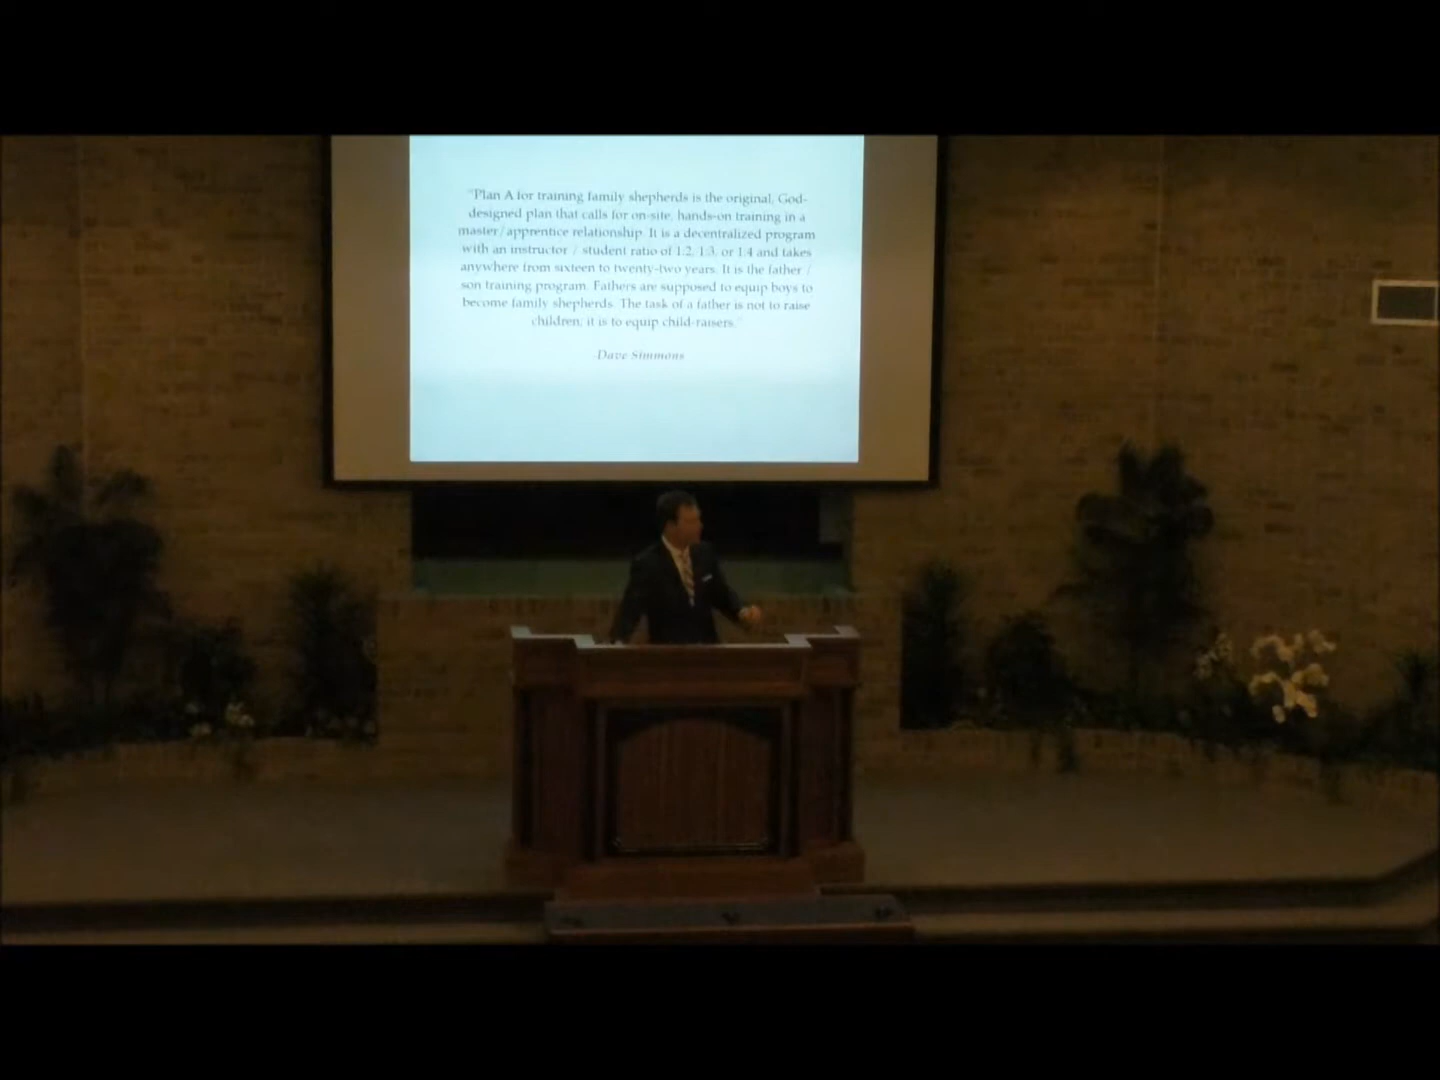 "Plan A for training family shepherds is the original, God-
designed plan that calls for on-site, hands-on training in a
master/apprentice relationship. It is a decentralized program
with an instructor / student ratio of 1:2, 1:3, or 1:4 and takes
anywhere from sixteen to twenty-two years. It is the father /
son training program. Fathers are supposed to equip boys to
become family shepherds. The task of a father is not to raise
children, it is to equip child-raisers."
-Dave Simmons